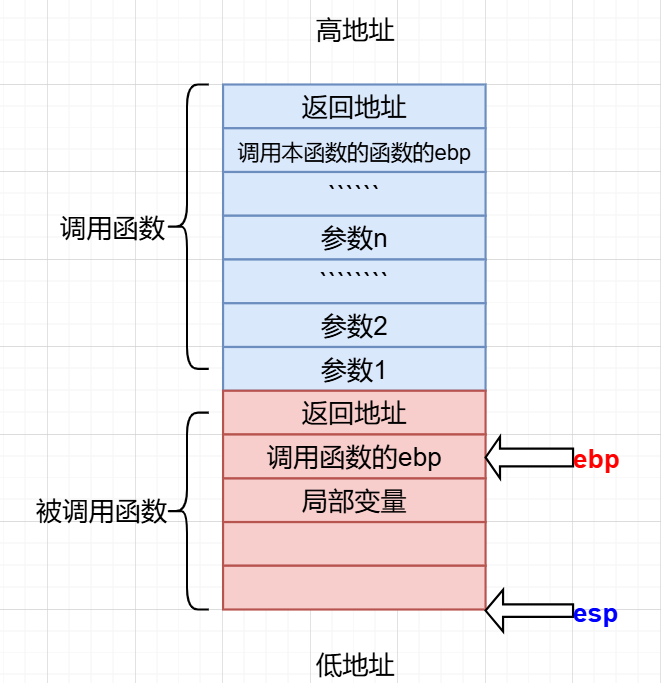 高地址
返回地址
调用本函数的函数的ebp
``````
调用函数
参数n
````````
参数2
参数1
返回地址
调用函数的ebp
ebp
局部变量
被调用函数
esp
低地址